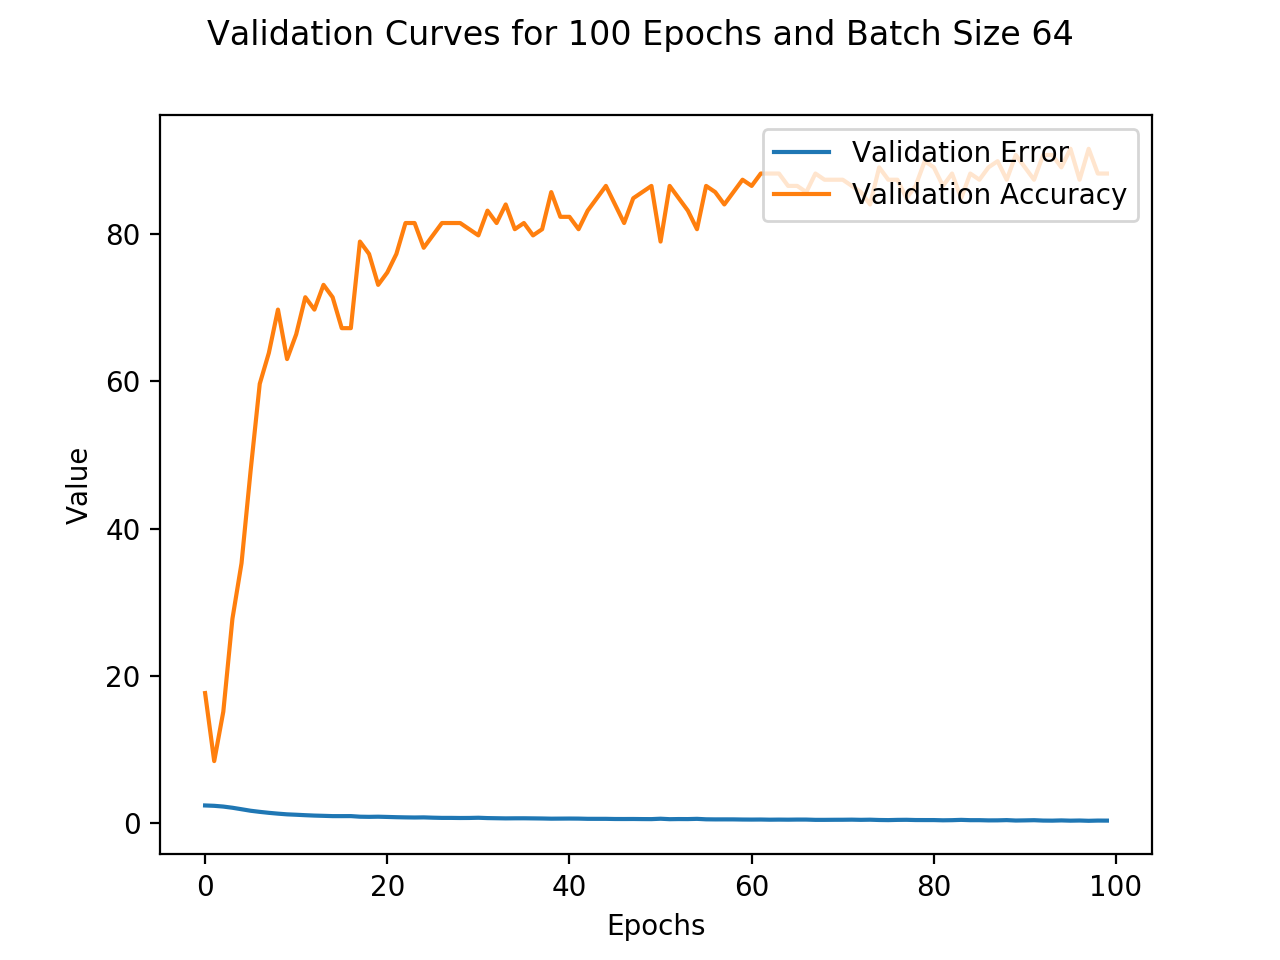 Validation Curves for 100 Epochs and Batch Size 64
Validation Error
Validation Accuracy
80
60
40
20
0
Value
0 20 40 60 80 100
Epochs